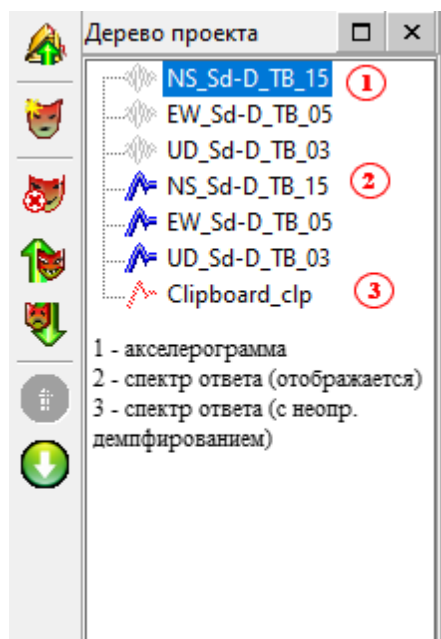 Дерево проекта
NS_Sd-D_TB_15 1
EW_Sd-D_TB_05
UD_Sd-D_TB_03
NS_Sd-D_TB_15 2
EW_Sd-D_TB_05
UD_Sd-D_TB_03
Clipboard_clp 3
1 - акселерограмма
2 - спектр ответа (отображается)
3 - спектр ответа (с неопр.
демпфированием)